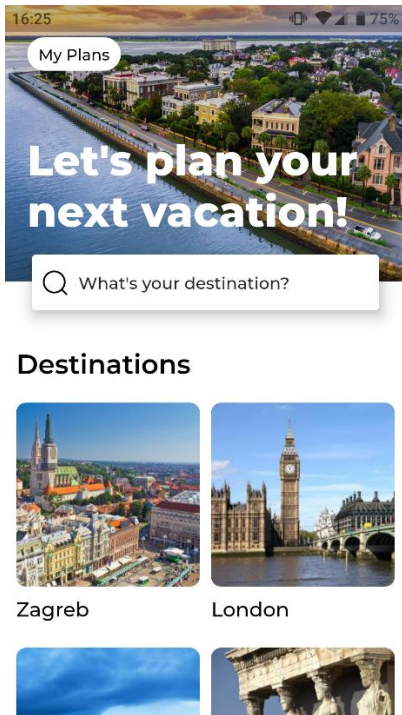 16:25
75%
My Plans
Let's plan your
next vacation!
What's your destination?
Destinations
Zagreb
London